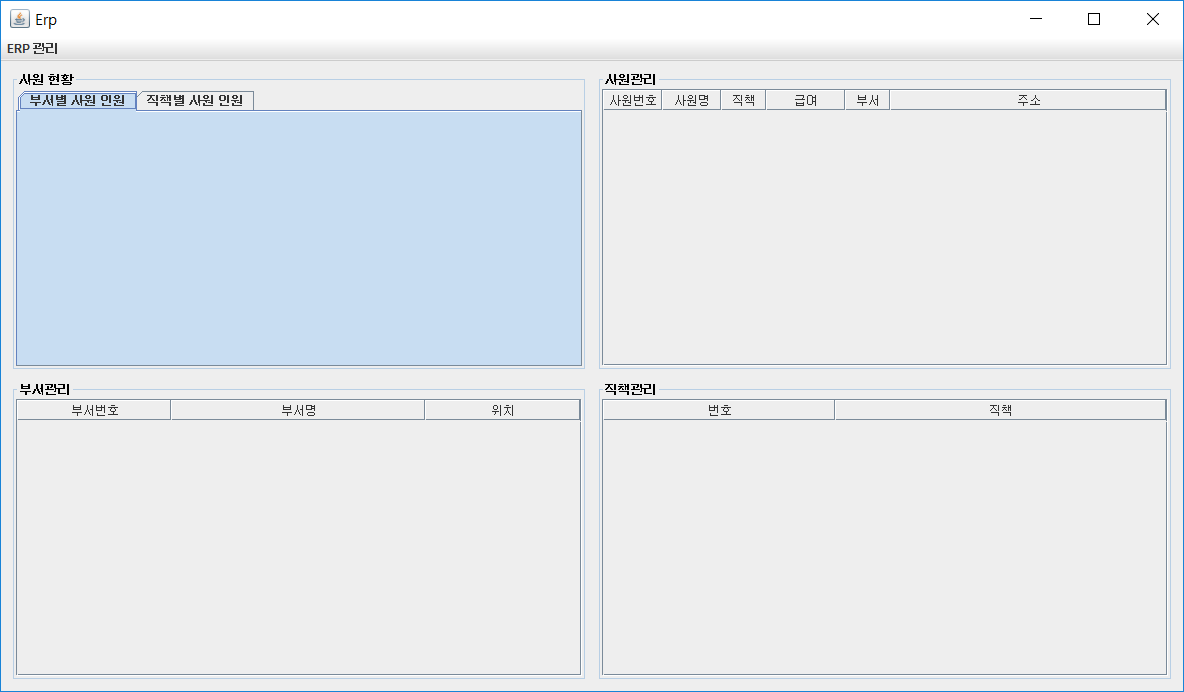 Erp
ERP 관리
사원 현황
부서별 사원 인원 직책별 사원 인원
사원관리
사원번호 사원명 직책 급여 부서 주소
부서관리
부서번호 부서명 위치
직책관리
번호 직책